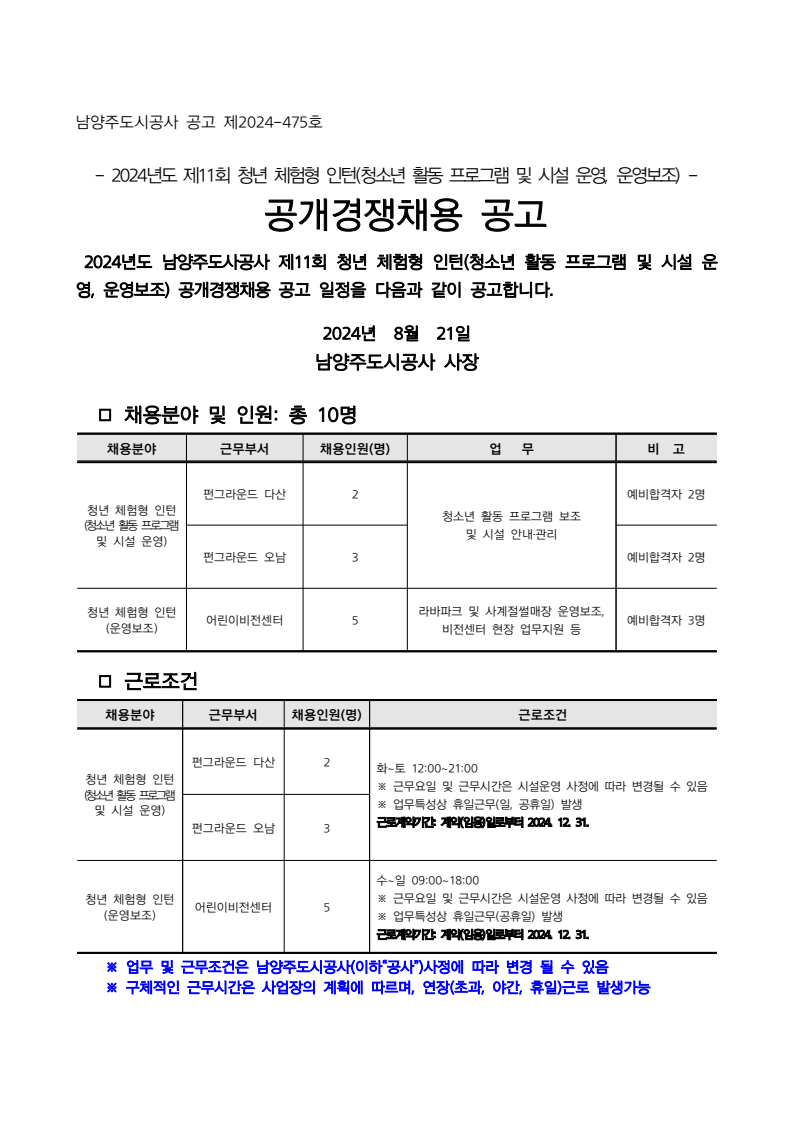 남양주도시공사 공고 제2024-475호
- 2024년도 제11회 청년 체험형 인턴(청소년 활동 프로그램 및 시설 운영, 운영보조) -
공개경쟁채용 공고
2024년도 남양주도사공사 제11회 청년 체험형 인턴(청소년 활동 프로그램 및 시설 운
영, 운영보조) 공개경쟁채용 공고 일정을 다음과 같이 공고합니다.
2024년 8월 21일
남양주도시공사 사장
□ 채용분야 및 인원: 총 10명
채용분야 근무부서 채용인원(명) 업 무 비 고
청년 체험형 인턴
(청소년 활동 프로그램
및 시설 운영)
펀그라운드 다산 2
청소년 활동 프로그램 보조
및 시설 안내·관리
예비합격자 2명
펀그라운드 오남 3 예비합격자 2명
청년 체험형 인턴
(운영보조)
어린이비전센터 5
라바파크 및 사계절썰매장 운영보조,
비전센터 현장 업무지원 등
예비합격자 3명
□ 근로조건
채용분야 근무부서 채용인원(명) 근로조건
청년 체험형 인턴
(청소년 활동 프로그램
및 시설 운영)
펀그라운드 다산 2
펀그라운드 오남 3
화~토 12:00~21:00
※ 근무요일 및 근무시간은 시설운영 사정에 따라 변경될 수 있음
※ 업무특성상 휴일근무(일, 공휴일) 발생
근로계약기간: 계약(임용)일로부터 2024. 12. 31.
청년 체험형 인턴
(운영보조)
어린이비전센터 5
수~일 09:00~18:00
※ 근무요일 및 근무시간은 시설운영 사정에 따라 변경될 수 있음
※ 업무특성상 휴일근무(공휴일) 발생
근로계약기간: 계약(임용)일로부터 2024. 12. 31.
※ 업무 및 근무조건은 남양주도시공사(이하“공사”)사정에 따라 변경 될 수 있음
※ 구체적인 근무시간은 사업장의 계획에 따르며, 연장(초과, 야간, 휴일)근로 발생가능